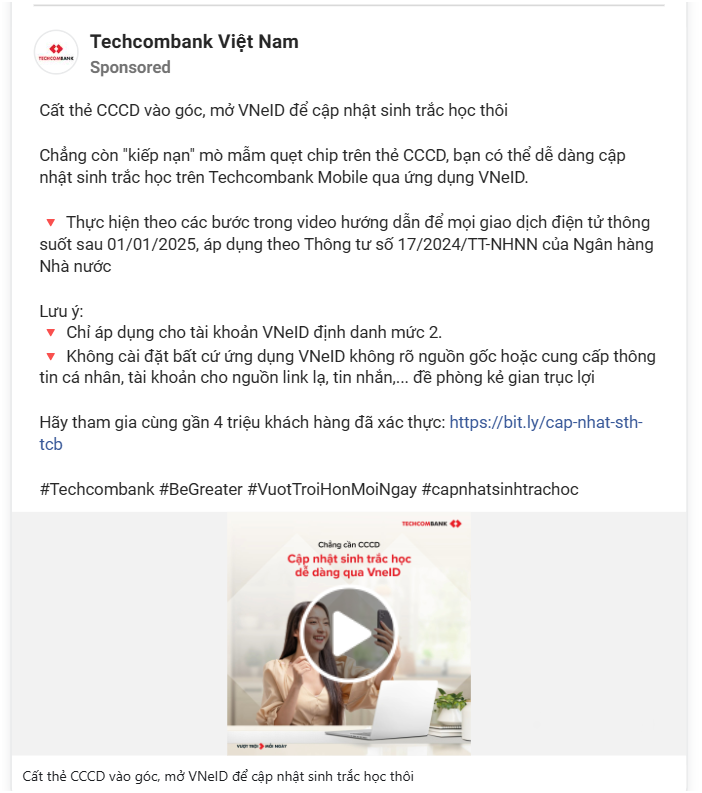 TECHCOMBANK
Techcombank Việt Nam
Sponsored
Cất thẻ CCCD vào góc, mở VNeID để cập nhật sinh trắc học thôi
Chẳng còn "kiếp nạn" mò mẫm quẹt chip trên thẻ CCCD, bạn có thể dễ dàng cập
nhật sinh trắc học trên Techcombank Mobile qua ứng dụng VNeID.
🔻 Thực hiện theo các bước trong video hướng dẫn để mọi giao dịch điện tử thông
suốt sau 01/01/2025, áp dụng theo Thông tư số 17/2024/TT-NHNN của Ngân hàng
Nhà nước
Lưu ý:
🔻 Chỉ áp dụng cho tài khoản VNeID định danh mức 2.
🔻 Không cài đặt bất cứ ứng dụng VNeID không rõ nguồn gốc hoặc cung cấp thông
tin cá nhân, tài khoản cho nguồn link lạ, tin nhắn,... đề phòng kẻ gian trục lợi
Hãy tham gia cùng gần 4 triệu khách hàng đã xác thực: https://bit.ly/cap-nhat-sth-
tcb
#Techcombank #BeGreater #VuotTroiHonMoiNgay #capnhatsinhtrachoc
TECHCOMBANK
Chẳng cần CCCD
Cập nhật sinh trắc học
dễ dàng qua VneID
VƯỢT TRỘI MỖI NGÀY
Cất thẻ CCCD vào góc, mở VNeID để cập nhật sinh trắc học thôi